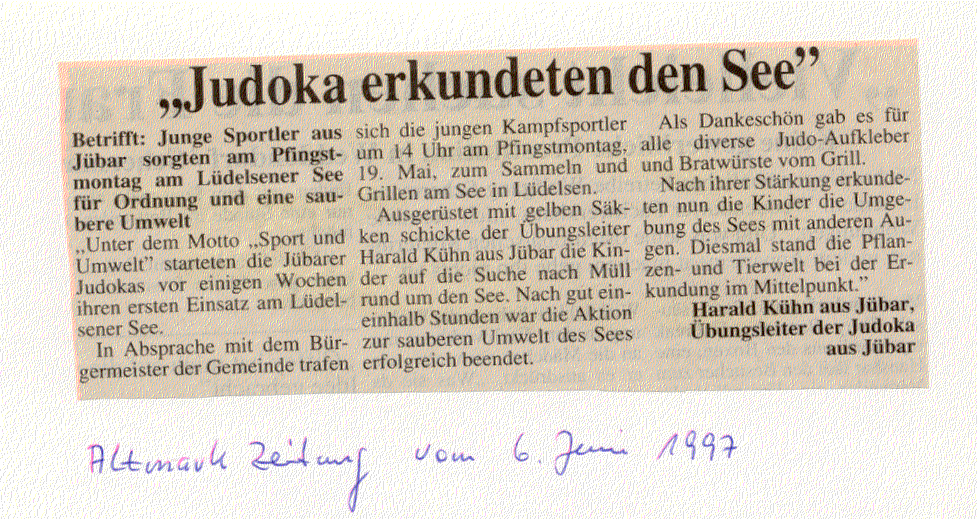 „Judoka erkundeten den See”
Betrifft: Junge Sportler aus
Jübar sorgten am Pfingst-
montag am Lüdelsener See
für Ordnung und eine sau-
bere Umwelt
„Unter dem Motto „Sport und
Umwelt” starteten die Jübarer
Judokas vor einigen Wochen
ihren ersten Einsatz am Lüdel-
sener See.
In Absprache mit dem Bür-
germeister der Gemeinde trafen
sich die jungen Kampfsportler
um 14 Uhr am Pfingstmontag,
19. Mai, zum Sammeln und
Grillen am See in Lüdelsen.
Ausgerüstet mit gelben Säk-
ken schickte der Übungsleiter
Harald Kühn aus Jübar die Kin-
der auf die Suche nach Müll
rund um den See. Nach gut ein-
einhalb Stunden war die Aktion
zur sauberen Umwelt des Sees
erfolgreich beendet.
Als Dankeschön gab es für
alle diverse Judo-Aufkleber
und Bratwürste vom Grill.
Nach ihrer Stärkung erkunde-
ten nun die Kinder die Umge-
bung des Sees mit anderen Au-
gen. Diesmal stand die Pflan-
zen- und Tierwelt bei der Er-
kundung im Mittelpunkt.”
Harald Kühn aus Jübar,
Übungsleiter der Judoka
aus Jübar
Altmark Zeitung vom 6. Juni 1997